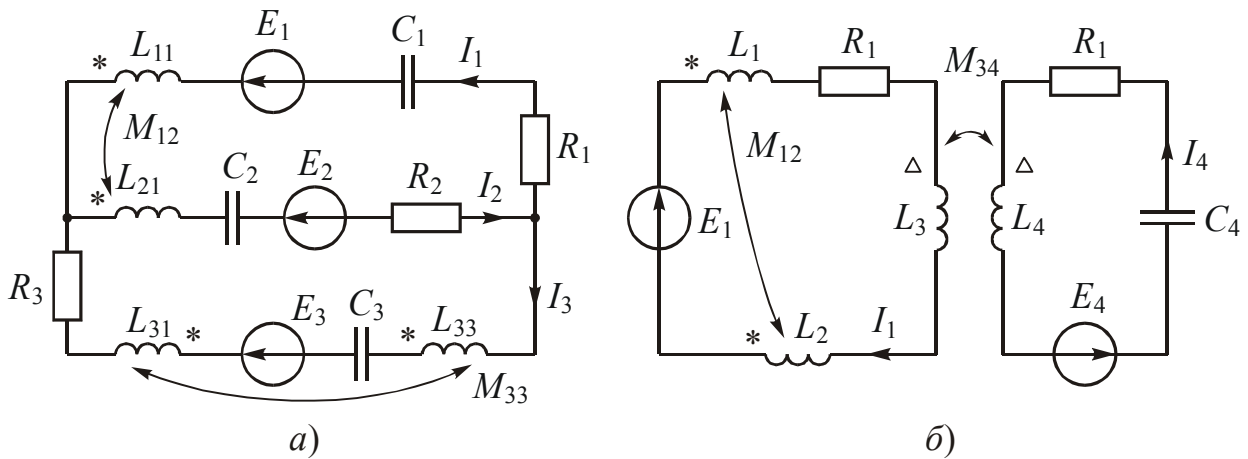 * L₁₁ E₁ C₁ I₁
M₁₂ R₁
* L₂₁ C₂ E₂ R₂ I₂
R₃ I₃
L₃₁ * E₃ C₃ * L₃₃
M₃₃
а)
* L₁ R₁ M₃₄ R₁
M₁₂ I₄
E₁ △ L₃ △ L₄ C₄
* L₂ I₁ E₄
б)